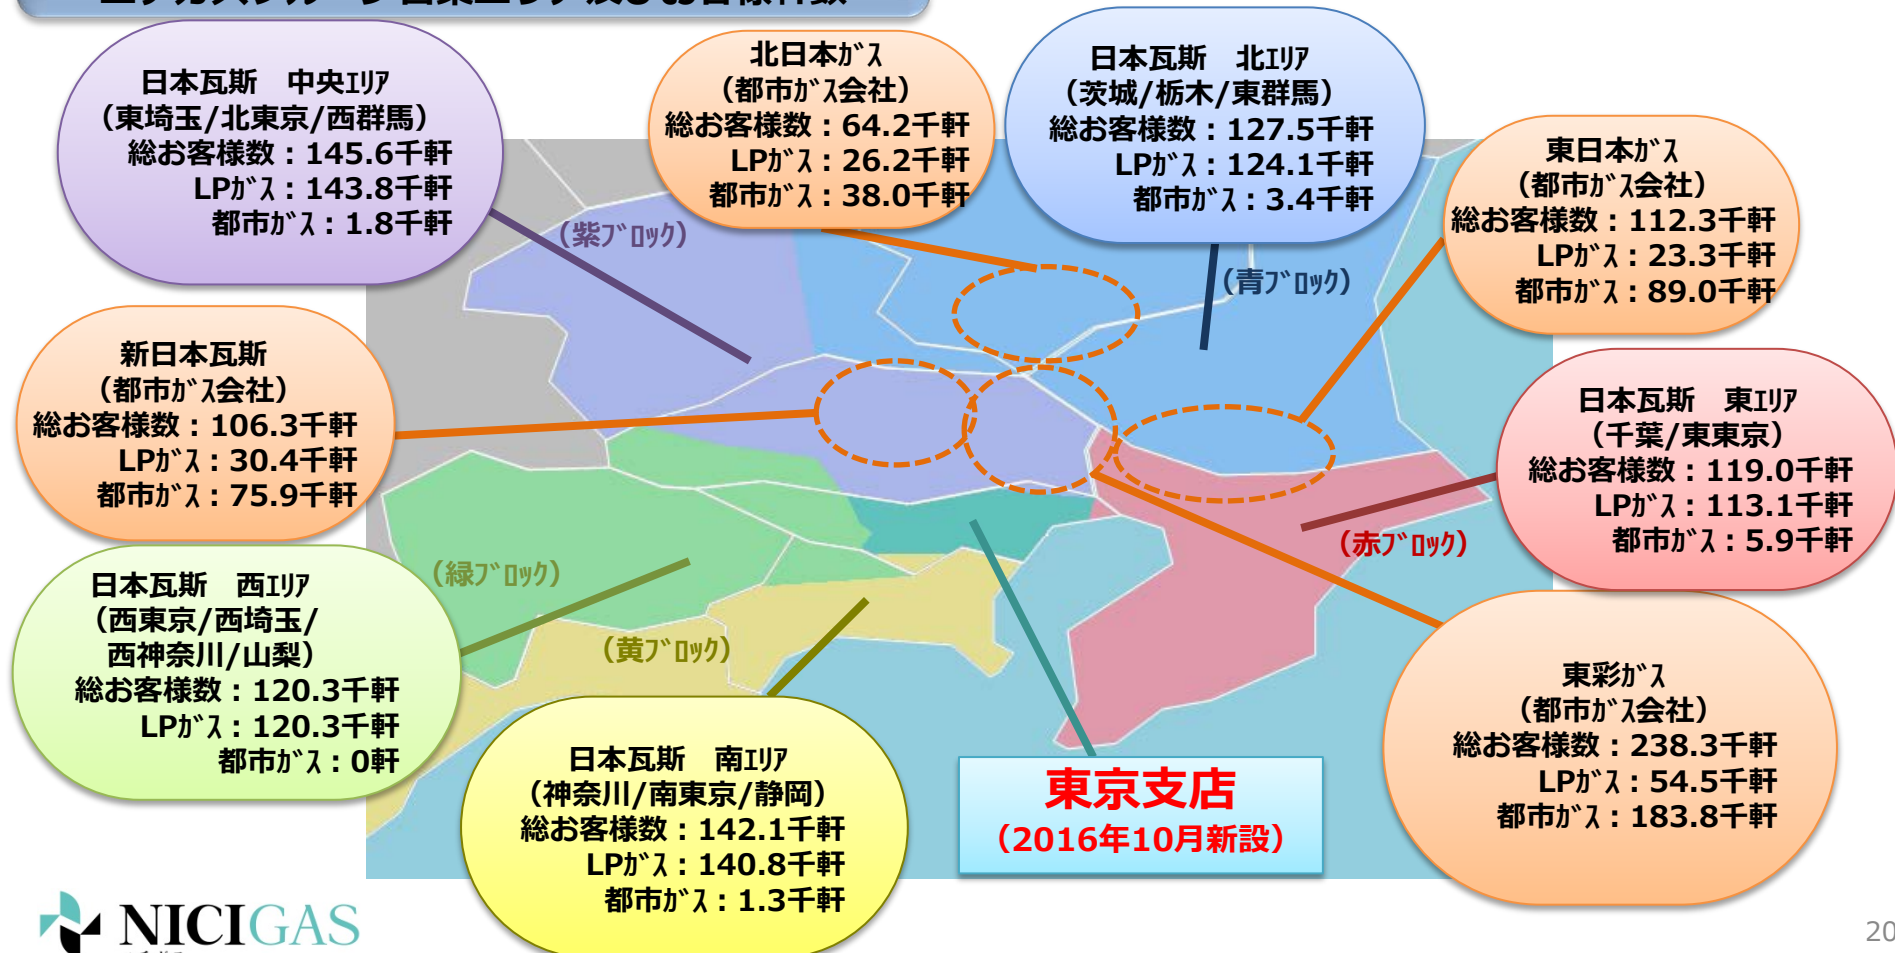 日本瓦斯　中央ｴﾘｱ
（東埼玉/北東京/西群馬）
総お客様数：145.6千軒
LPｶﾞｽ：143.8千軒
都市ｶﾞｽ：1.8千軒
北日本ｶﾞｽ
（都市ｶﾞｽ会社）
総お客様数：64.2千軒
LPｶﾞｽ：26.2千軒
都市ｶﾞｽ：38.0千軒
日本瓦斯　北ｴﾘｱ
（茨城/栃木/東群馬）
総お客様数：127.5千軒
LPｶﾞｽ：124.1千軒
都市ｶﾞｽ：3.4千軒
東日本ｶﾞｽ
（都市ｶﾞｽ会社）
総お客様数：112.3千軒
LPｶﾞｽ：23.3千軒
都市ｶﾞｽ：89.0千軒
（紫ﾌﾞﾛｯｸ）
（青ﾌﾞﾛｯｸ）
新日本瓦斯
（都市ｶﾞｽ会社）
総お客様数：106.3千軒
LPｶﾞｽ：30.4千軒
都市ｶﾞｽ：75.9千軒
日本瓦斯　東ｴﾘｱ
（千葉/東東京）
総お客様数：119.0千軒
LPｶﾞｽ：113.1千軒
都市ｶﾞｽ：5.9千軒
（赤ﾌﾞﾛｯｸ）
（緑ﾌﾞﾛｯｸ）
（黄ﾌﾞﾛｯｸ）
日本瓦斯　西ｴﾘｱ
（西東京/西埼玉/
西神奈川/山梨）
総お客様数：120.3千軒
LPｶﾞｽ：120.3千軒
都市ｶﾞｽ：0軒
日本瓦斯　南ｴﾘｱ
（神奈川/南東京/静岡）
総お客様数：142.1千軒
LPｶﾞｽ：140.8千軒
都市ｶﾞｽ：1.3千軒
東京支店
（2016年10月新設）
東彩ｶﾞｽ
（都市ｶﾞｽ会社）
総お客様数：238.3千軒
LPｶﾞｽ：54.5千軒
都市ｶﾞｽ：183.8千軒
NICIGAS
20